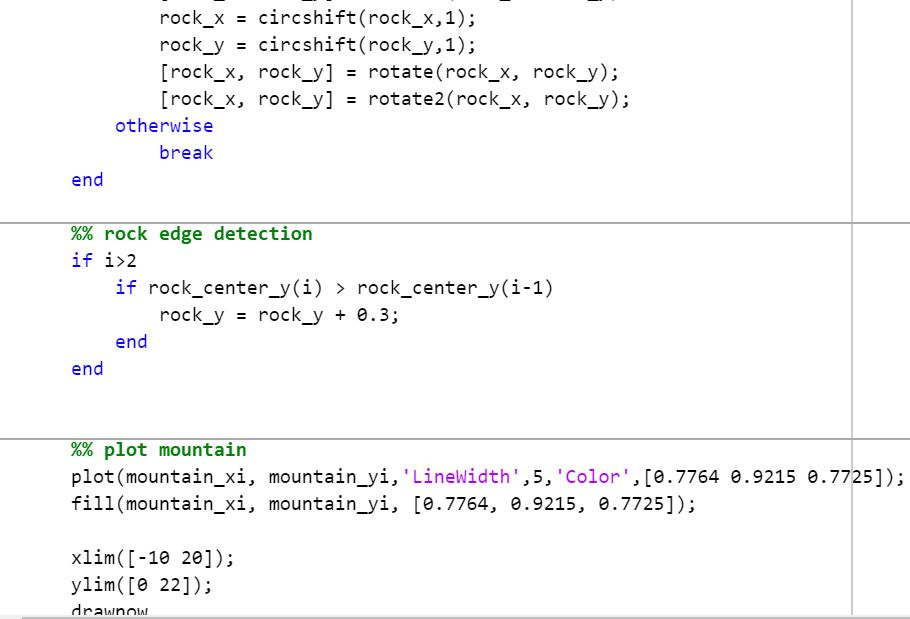 rock_x = circshift(rock_x,1);
rock_y = circshift(rock_y,1);
[rock_x, rock_y] = rotate(rock_x, rock_y);
[rock_x, rock_y] = rotate2(rock_x, rock_y);
otherwise
break
end
%% rock edge detection
if i>2
if rock_center_y(i) > rock_center_y(i-1)
rock_y = rock_y + 0.3;
end
end
%% plot mountain
plot(mountain_xi, mountain_yi,'LineWidth',5,'Color',[0.7764 0.9215 0.7725]);
fill(mountain_xi, mountain_yi, [0.7764, 0.9215, 0.7725]);
xlim([-10 20]);
ylim([0 22]);
drawnow